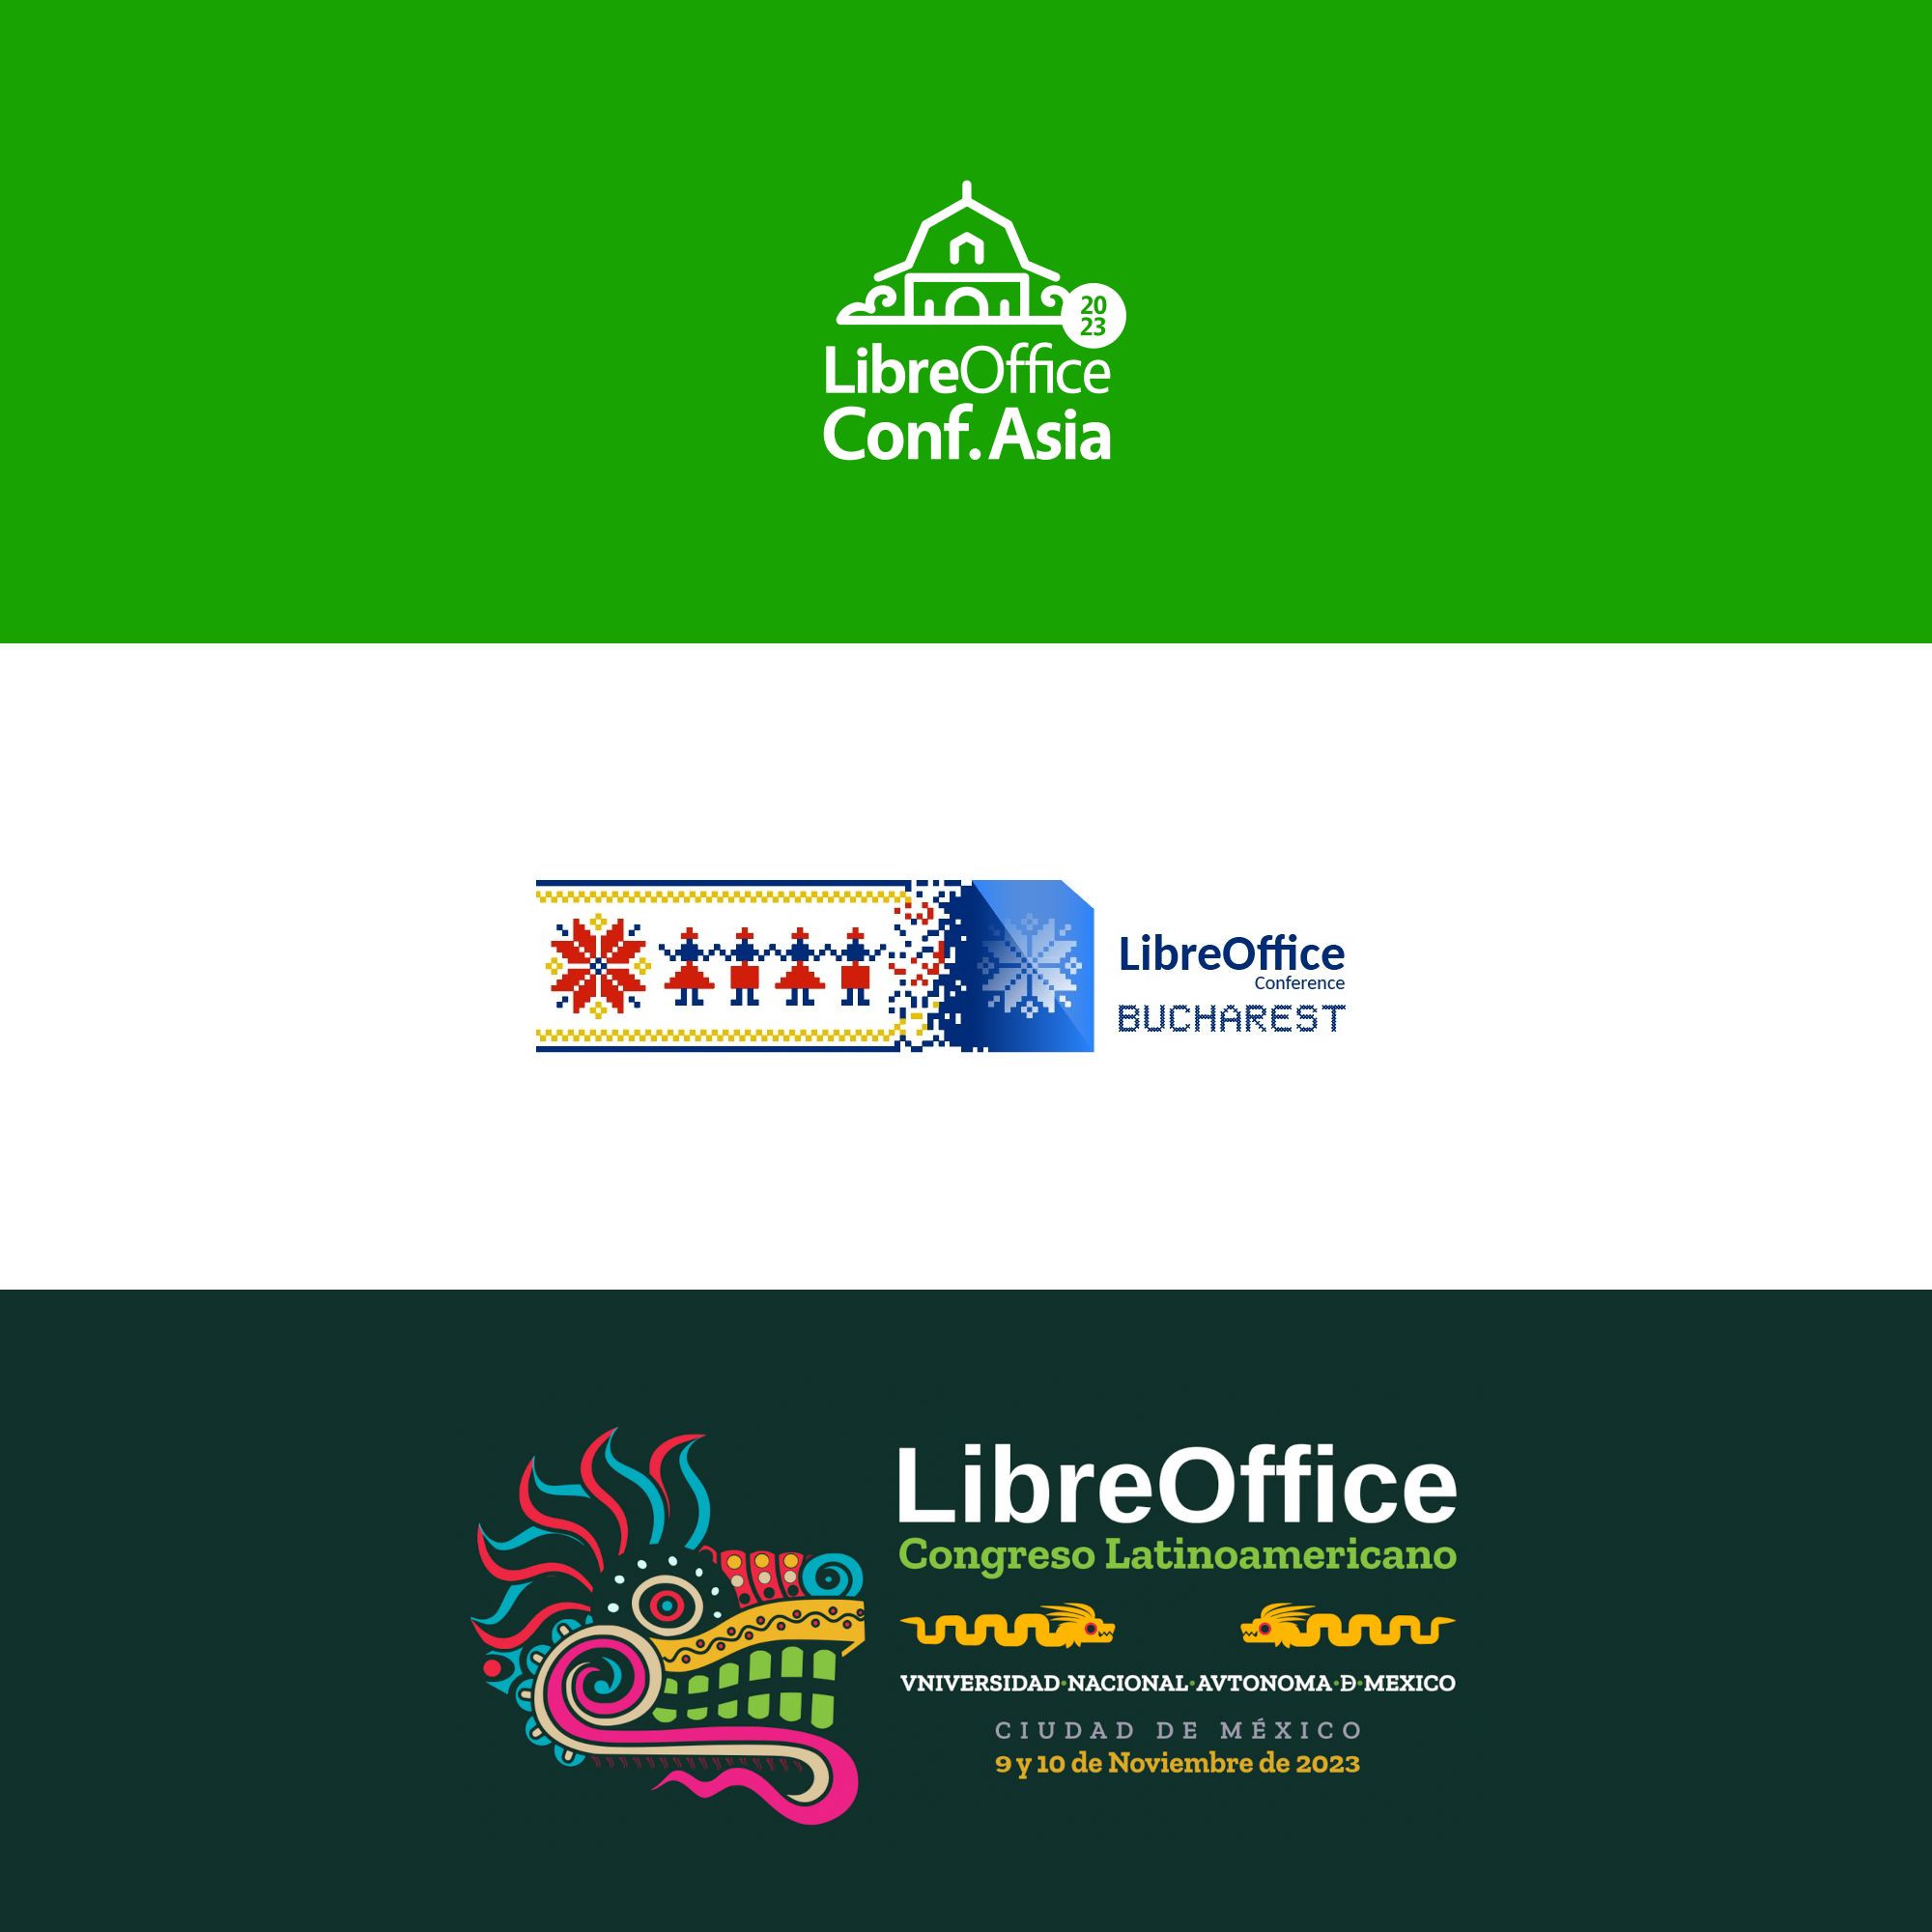 20
23
LibreOffice
Conf. Asia
LibreOffice
Conference
BUCHAREST
LibreOffice
Congreso Latinoamericano
VNIVERSIDAD·NACIONAL·AVTONOMA·Đ·MEXICO
CIUDAD DE MÉXICO
9 y 10 de Noviembre de 2023